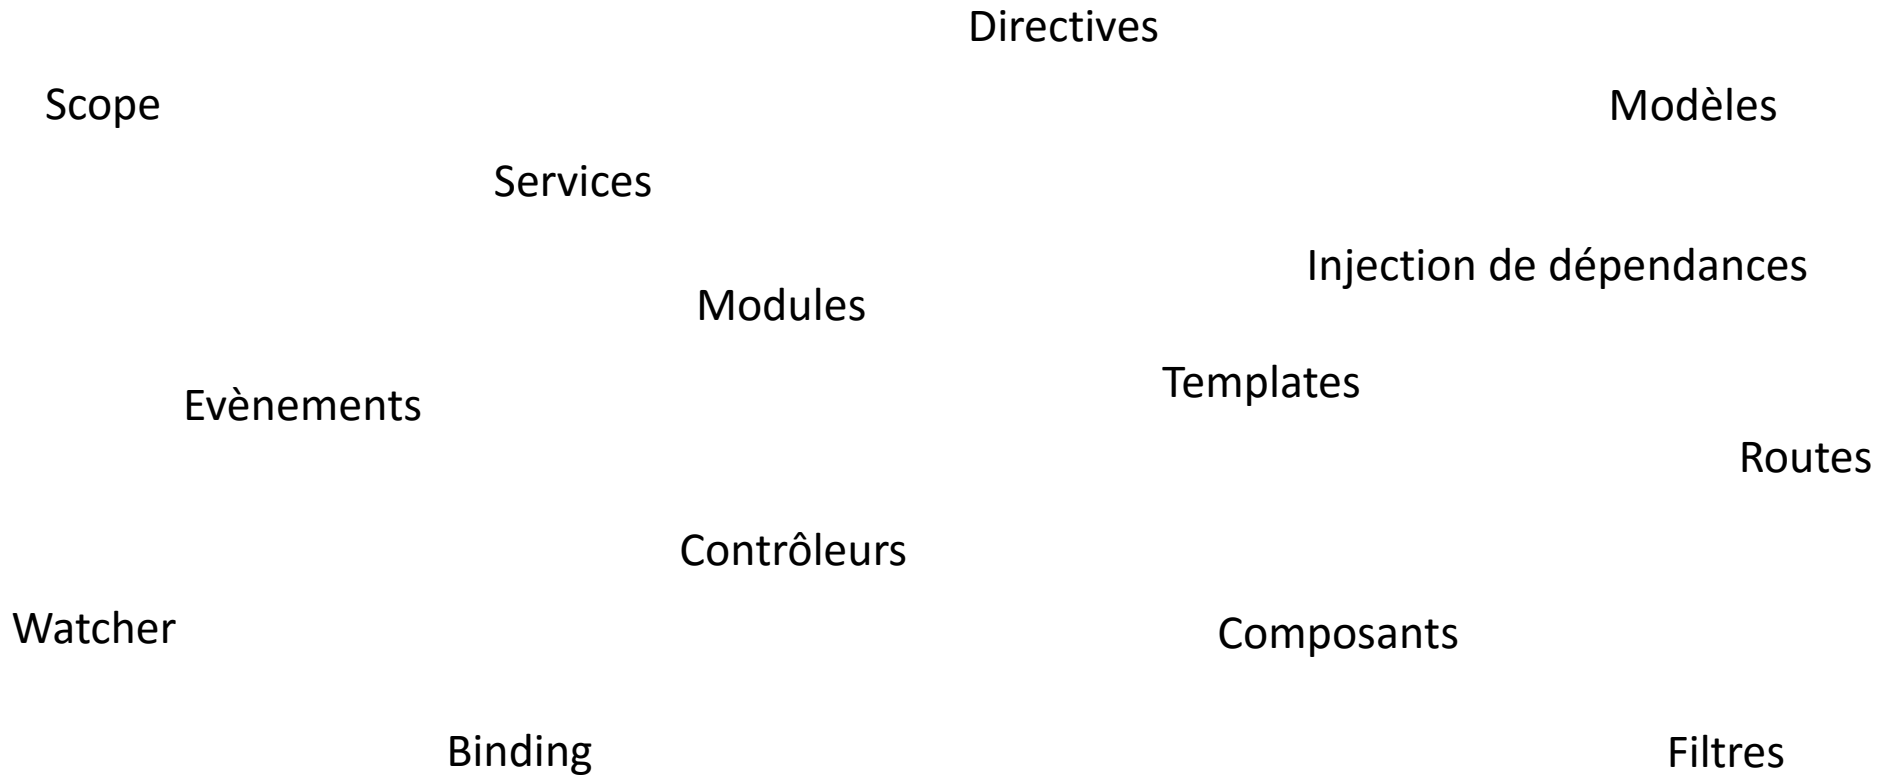 Directives
Scope
Modèles
Services
Injection de dépendances
Modules
Templates
Evènements
Routes
Contrôleurs
Watcher
Composants
Binding
Filtres